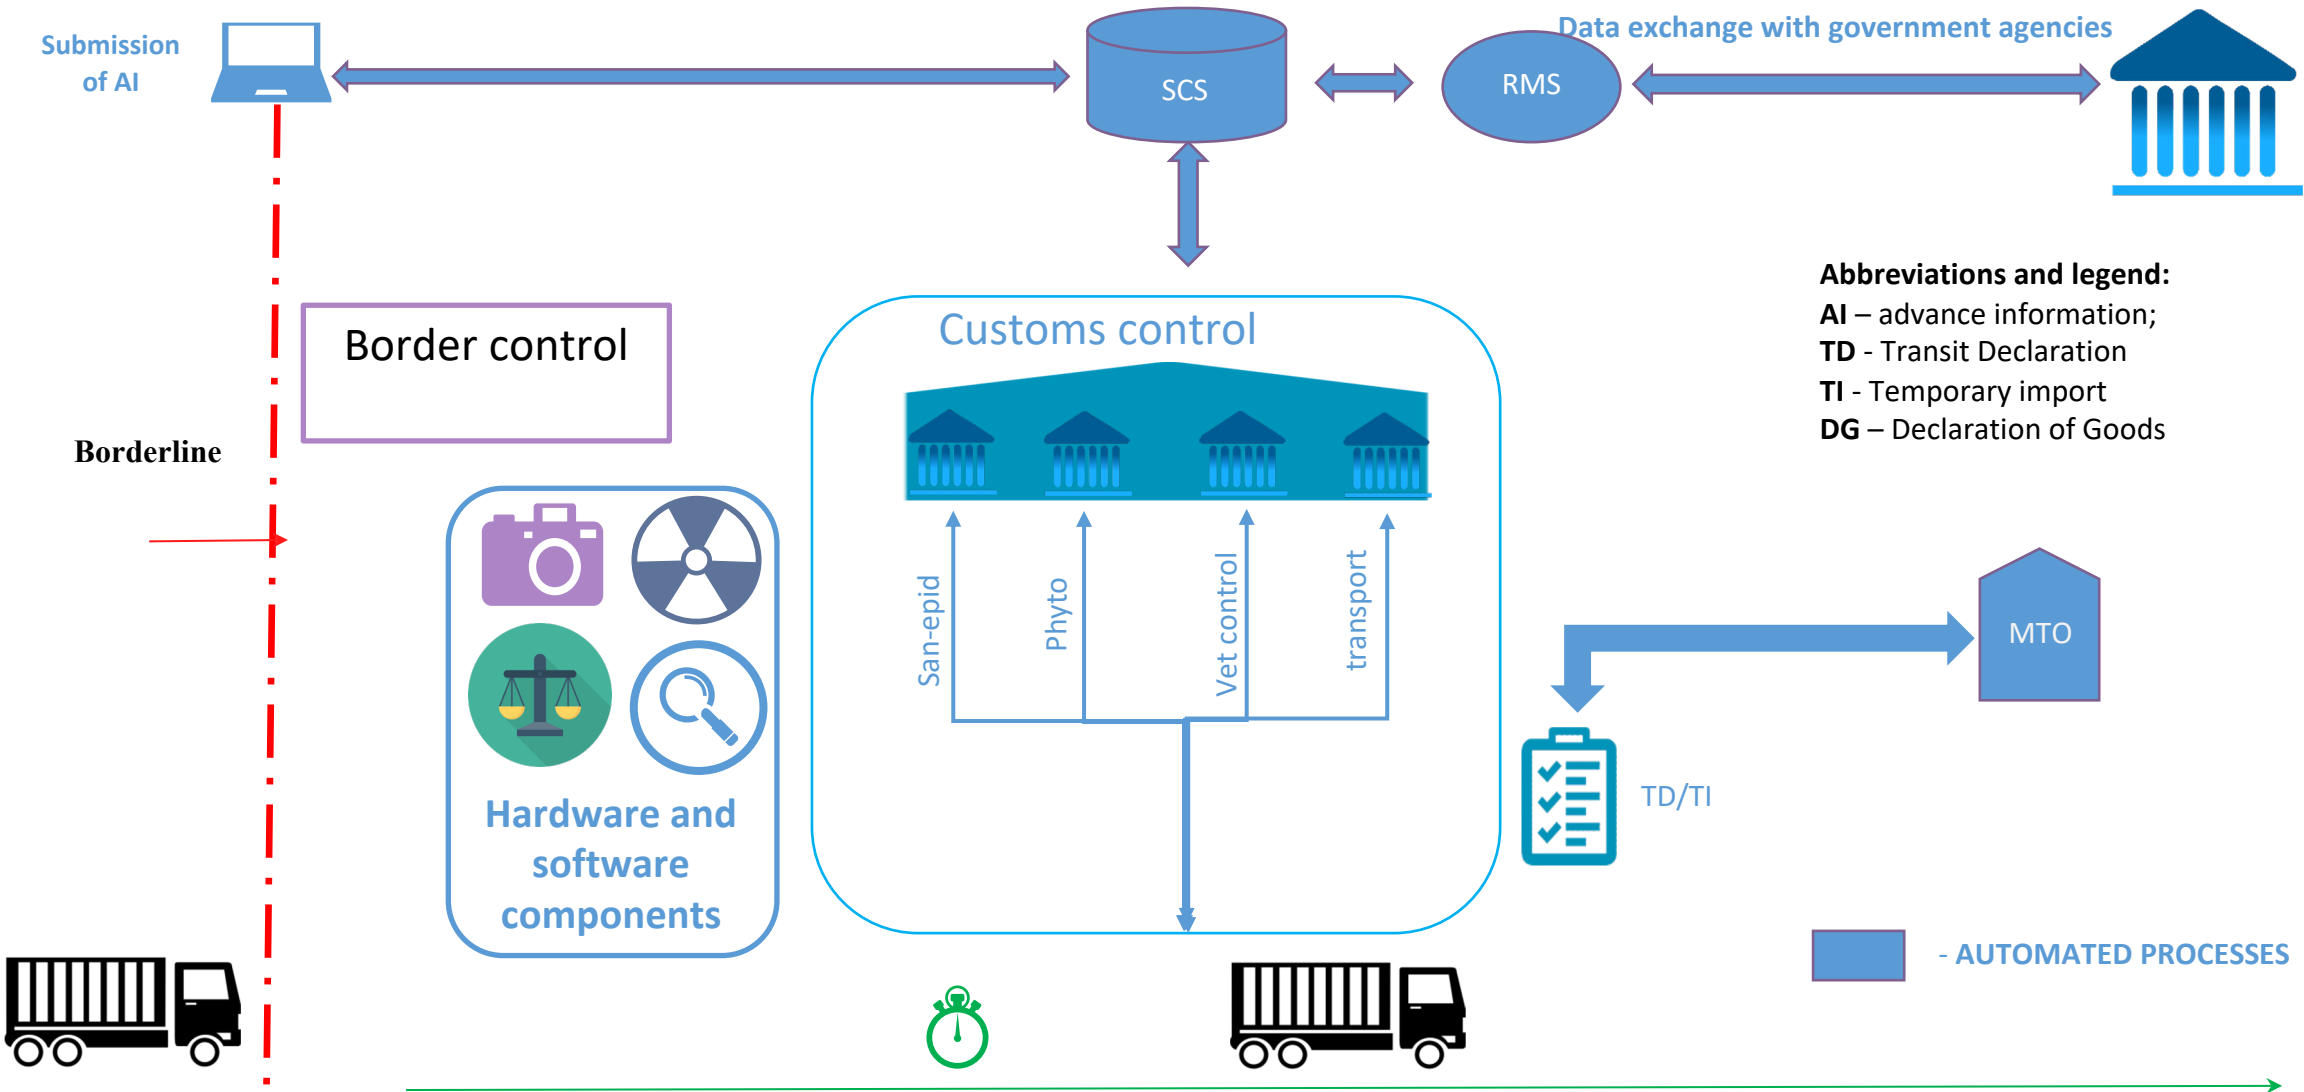 Submission
of AI
SCS
RMS
Data exchange with government agencies
Abbreviations and legend:
AI – advance information;
TD - Transit Declaration
TI - Temporary import
DG – Declaration of Goods
Border control
Customs control
Borderline
San-epid
Phyto
Vet control
transport
Hardware and
software
components
MTO
TD/TI
- AUTOMATED PROCESSES